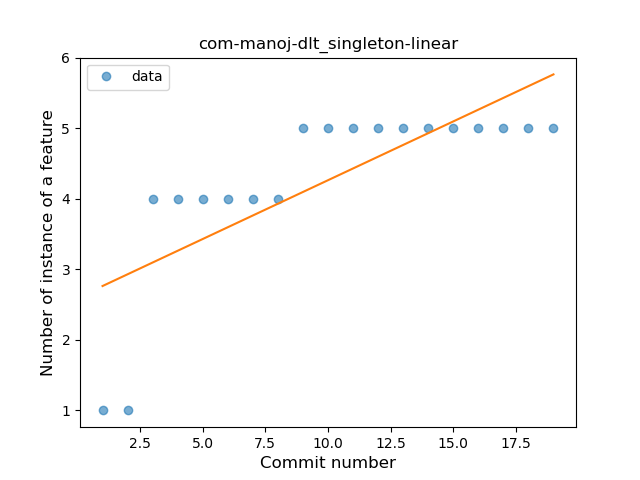 com-manoj-dlt_singleton-linear
data
Number of instance of a feature
6
5
4
3
2
1
2.5 5.0 7.5 10.0 12.5 15.0 17.5
Commit number